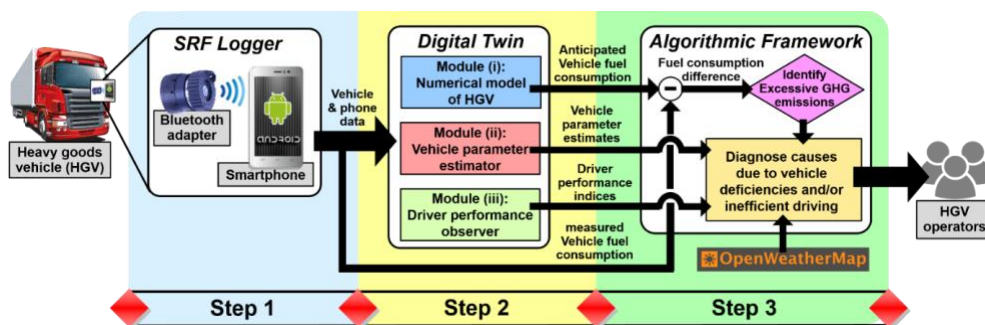 SRF Logger
Bluetooth
adapter
ANDROID
Smartphone
Heavy goods
vehicle (HGV)
Vehicle
& phone
data
Digital Twin
Module (i):
Numerical model
of HGV
Module (ii):
Vehicle parameter
estimator
Module (iii):
Driver performance
observer
Anticipated
Vehicle fuel
consumption
Vehicle
parameter
estimates
Driver
performance
indices
measured
Vehicle fuel
consumption
Algorithmic Framework
Fuel consumption
difference
Identify
Excessive GHG
emissions
Diagnose causes
due to vehicle
deficiencies and/or
inefficient driving
OpenWeatherMap
HGV
operators
Step 1
Step 2
Step 3